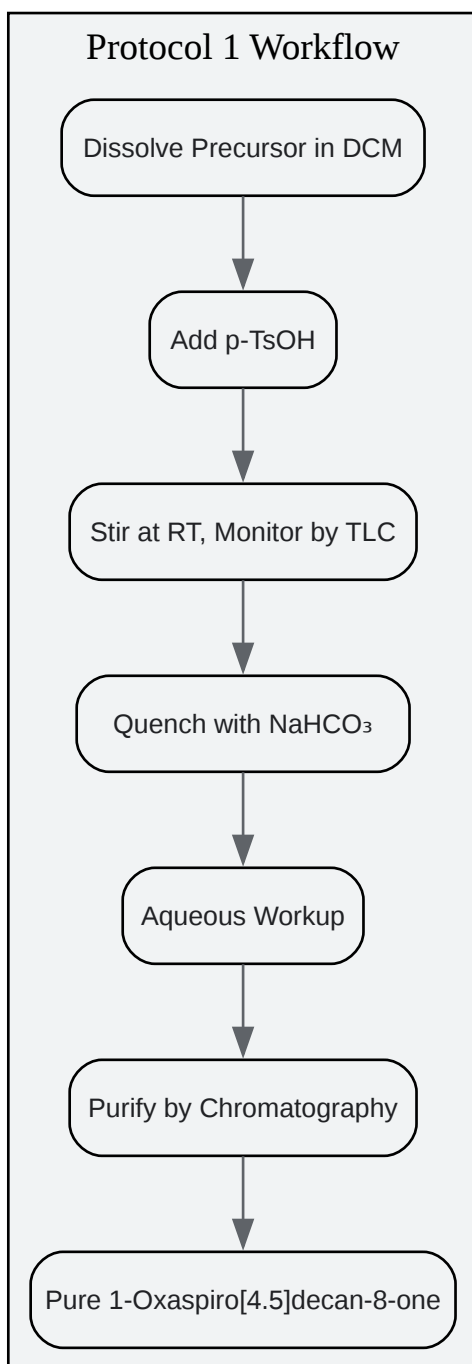 Protocol 1 Workflow
Dissolve Precursor in DCM
Add p-TsOH
Stir at RT, Monitor by TLC
Quench with NaHCO₃
Aqueous Workup
Purify by Chromatography
Pure 1-Oxaspiro[4.5]decan-8-one